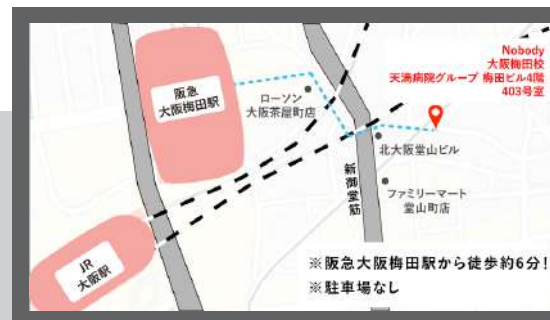 Nobody
大阪梅田校
天満病院グループ 梅田ビル4階
403号室
阪急
大阪梅田駅
ローソン
大阪茶屋町店
北大阪堂山ビル
新御堂筋
ファミリーマート
堂山町店
JR
大阪駅
※阪急大阪梅田駅から徒歩約6分!
※駐車場なし